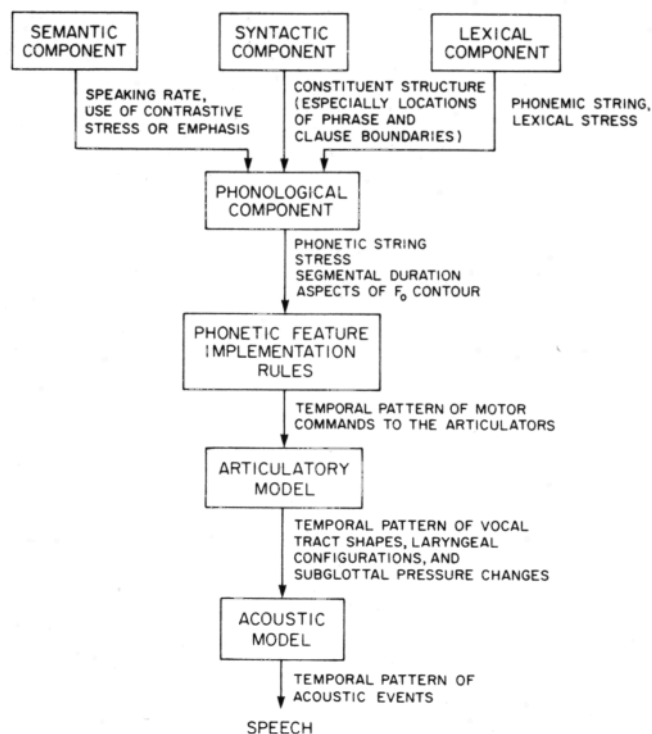 SEMANTIC
COMPONENT
SYNTACTIC
COMPONENT
LEXICAL
COMPONENT
SPEAKING RATE,
USE OF CONTRASTIVE
STRESS OR EMPHASIS
CONSTITUENT STRUCTURE
(ESPECIALLY LOCATIONS
OF PHRASE AND
CLAUSE BOUNDARIES)
PHONEMIC STRING,
LEXICAL STRESS
PHONOLOGICAL
COMPONENT
PHONETIC STRING
STRESS
SEGMENTAL DURATION
ASPECTS OF F₀ CONTOUR
PHONETIC FEATURE
IMPLEMENTATION
RULES
TEMPORAL PATTERN OF MOTOR
COMMANDS TO THE ARTICULATORS
ARTICULATORY
MODEL
TEMPORAL PATTERN OF VOCAL
TRACT SHAPES, LARYNGEAL
CONFIGURATIONS, AND
SUBGLOTTAL PRESSURE CHANGES
ACOUSTIC
MODEL
TEMPORAL PATTERN OF
ACOUSTIC EVENTS
SPEECH